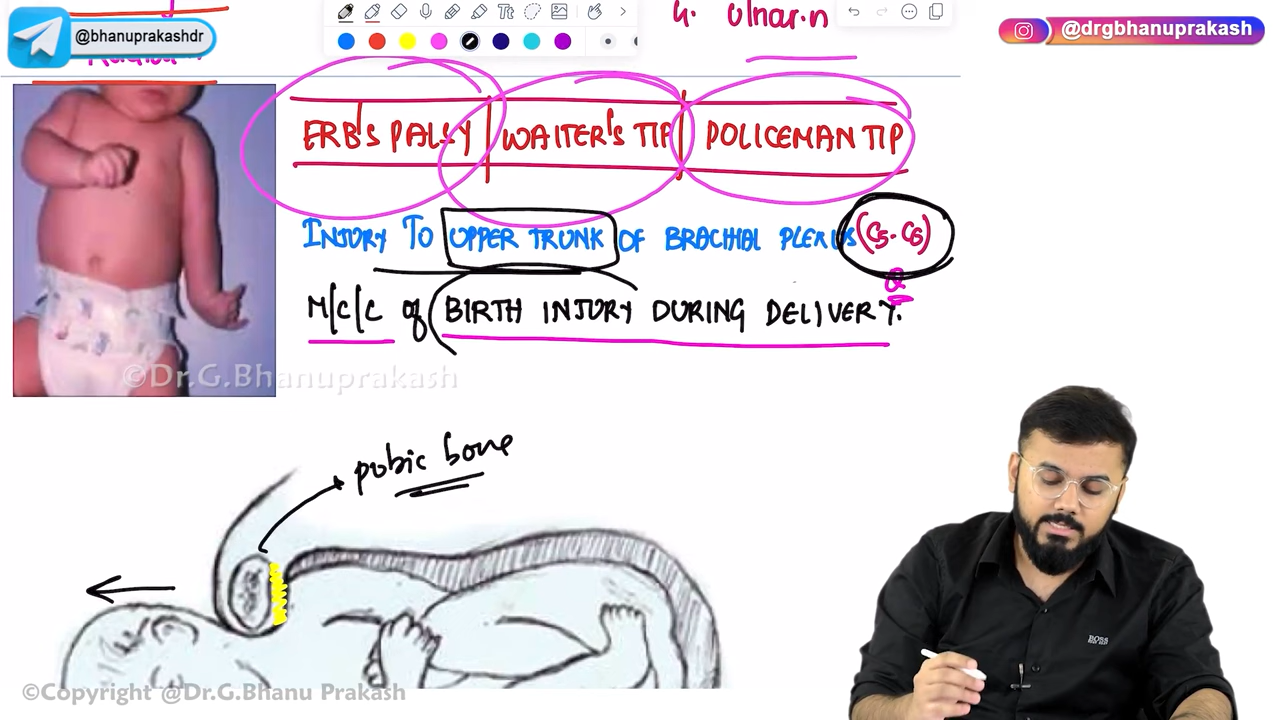 @bhanuprakashdr
4. Ulnar.n
@drgbhanuprakash
Tt
ERB'S PALSY | WAITER'S TIP | POLICEMAN TIP
INJURY TO UPPER TRUNK OF BRACHIAL PLEXUS (C5-C6)
M/C/C of BIRTH INJURY DURING DELIVERY.
©Dr.G.Bhanuprakash
pubic bone
BOSS
©Copyright @Dr.G.Bhanu Prakash